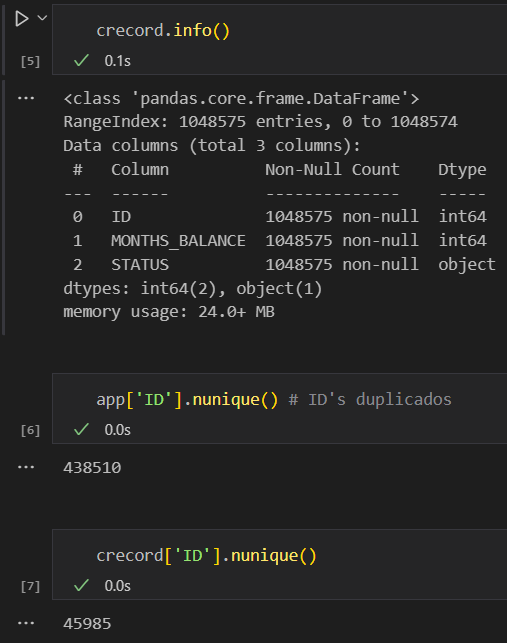 crecord.info()
[5] 0.1s
<class 'pandas.core.frame.DataFrame'>
RangeIndex: 1048575 entries, 0 to 1048574
Data columns (total 3 columns):
 #   Column          Non-Null Count    Dtype
---  ------          --------------    -----
 0   ID              1048575 non-null  int64
 1   MONTHS_BALANCE  1048575 non-null  int64
 2   STATUS          1048575 non-null  object
dtypes: int64(2), object(1)
memory usage: 24.0+ MB
app['ID'].nunique() # ID's duplicados
[6] 0.0s
438510
crecord['ID'].nunique()
[7] 0.0s
45985